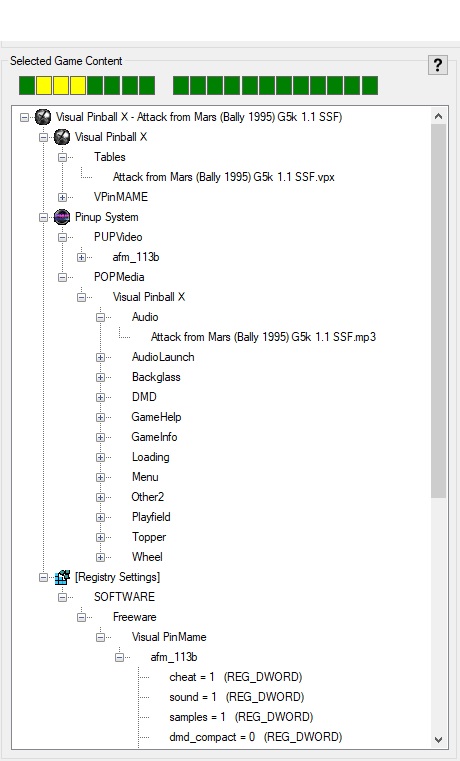 Selected Game Content
?
Visual Pinball X - Attack from Mars (Bally 1995) G5k 1.1 SSF)
Visual Pinball X
Tables
Attack from Mars (Bally 1995) G5k 1.1 SSF.vpx
VPinMAME
Pinup System
PUPVideo
afm_113b
POPMedia
Visual Pinball X
Audio
Attack from Mars (Bally 1995) G5k 1.1 SSF.mp3
AudioLaunch
Backglass
DMD
GameHelp
GameInfo
Loading
Menu
Other2
Playfield
Topper
Wheel
[Registry Settings]
SOFTWARE
Freeware
Visual PinMame
afm_113b
cheat = 1 (REG_DWORD)
sound = 1 (REG_DWORD)
samples = 1 (REG_DWORD)
dmd_compact = 0 (REG_DWORD)